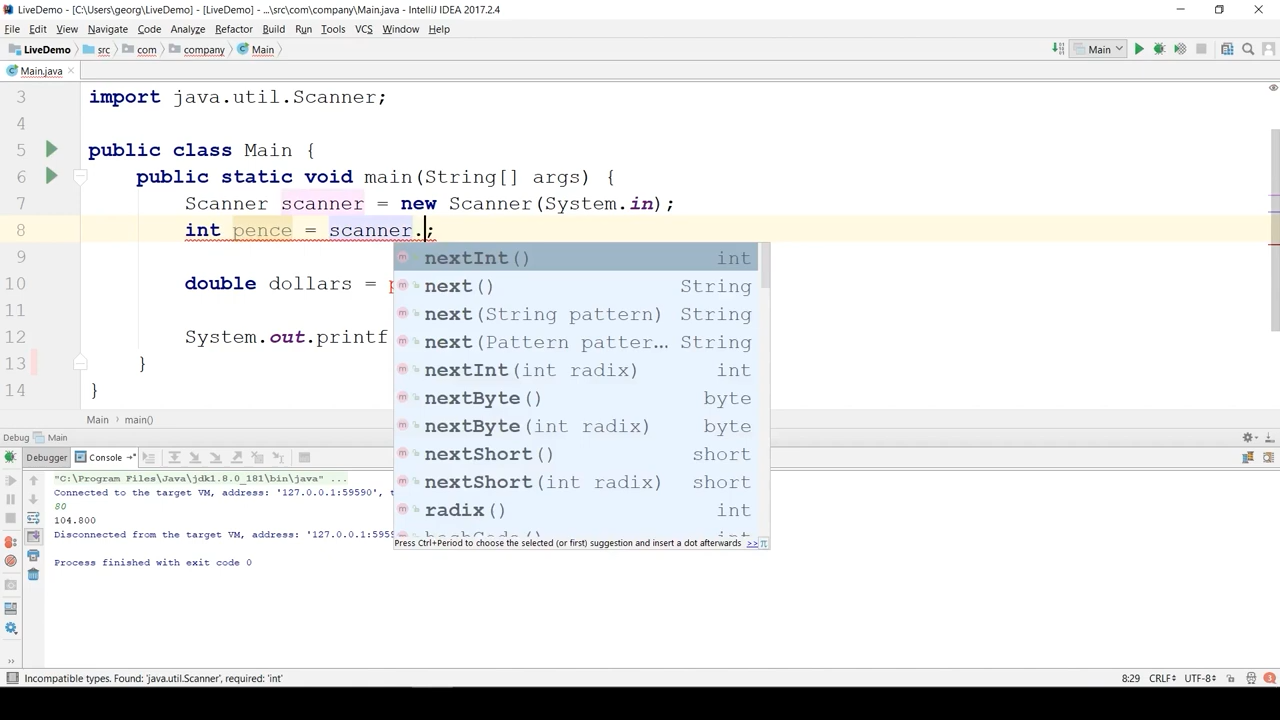 LiveDemo - [C:\Users\georg\LiveDemo] - [LiveDemo] - ...\src\com\company\Main.java - IntelliJ IDEA 2017.2.4
File Edit View Navigate Code Analyze Refactor Build Run Tools VCS Window Help
LiveDemo src com company Main Main
Main.java
3 import java.util.Scanner;
4
5 public class Main {
6 public static void main(String[] args) {
7 Scanner scanner = new Scanner(System.in);
8 int pence = scanner.;
9
10 double dollars = p
11
12 System.out.printf
13 }
14 }
nextInt() int
next() String
next(String pattern) String
next(Pattern patter... String
nextInt(int radix) int
nextByte() byte
nextByte(int radix) byte
nextShort() short
nextShort(int radix) short
radix() int
hashCode() int
Press Ctrl+Period to choose the selected (or first) suggestion and insert a dot afterwards >> π
Main main()
Debug Main
Debugger Console
"C:\Program Files\Java\jdk1.8.0_181\bin\java" ...
Connected to the target VM, address: '127.0.0.1:59590', t
80
104.800
Disconnected from the target VM, address: '127.0.0.1:5959
Process finished with exit code 0
Incompatible types. Found: 'java.util.Scanner', required: 'int' 8:29 CRLF UTF-8 3